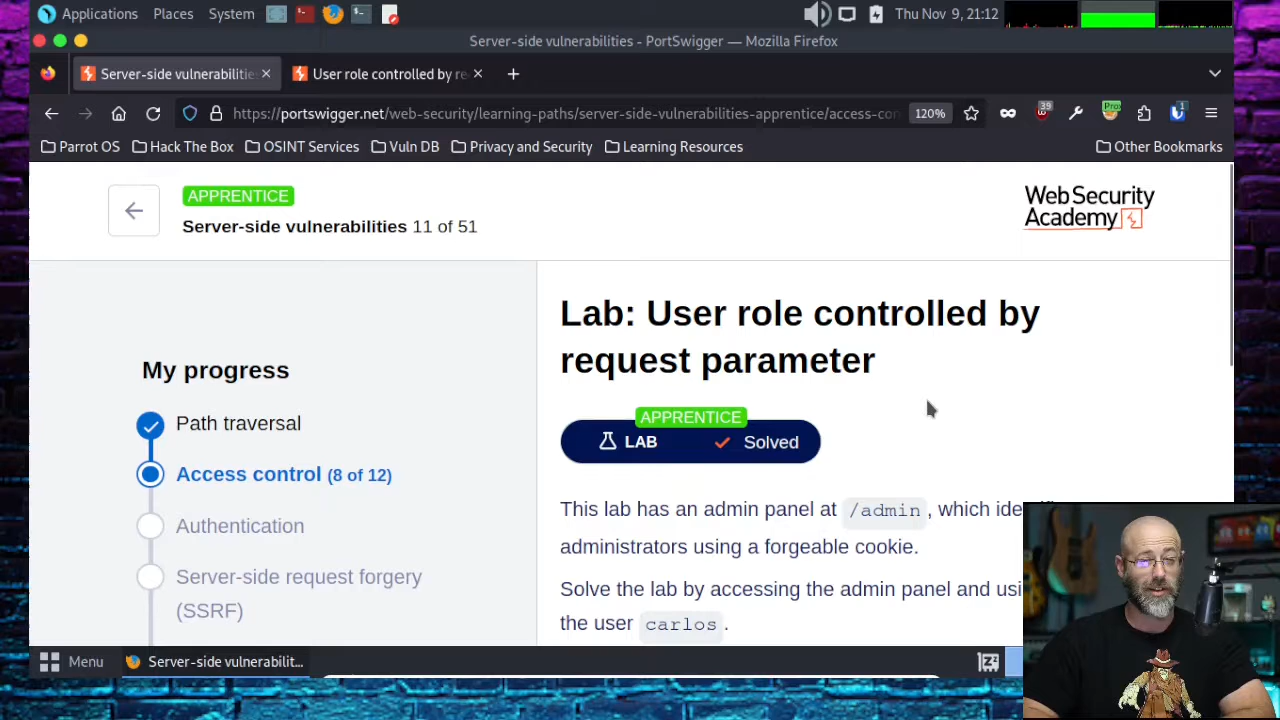 Applications Places System Thu Nov 9, 21:12
Server-side vulnerabilities - PortSwigger — Mozilla Firefox
Server-side vulnerabilitie × User role controlled by re ×
https://portswigger.net/web-security/learning-paths/server-side-vulnerabilities-apprentice/access-con 120% 39 Prox 1
Parrot OS Hack The Box OSINT Services Vuln DB Privacy and Security Learning Resources Other Bookmarks
APPRENTICE
Server-side vulnerabilities 11 of 51
WebSecurity
Academy
Lab: User role controlled by
request parameter
My progress
APPRENTICE
LAB Solved
Path traversal
Access control (8 of 12)
Authentication
Server-side request forgery
(SSRF)
This lab has an admin panel at /admin, which ide
administrators using a forgeable cookie.
Solve the lab by accessing the admin panel and usi
the user carlos.
Menu Server-side vulnerabilit...